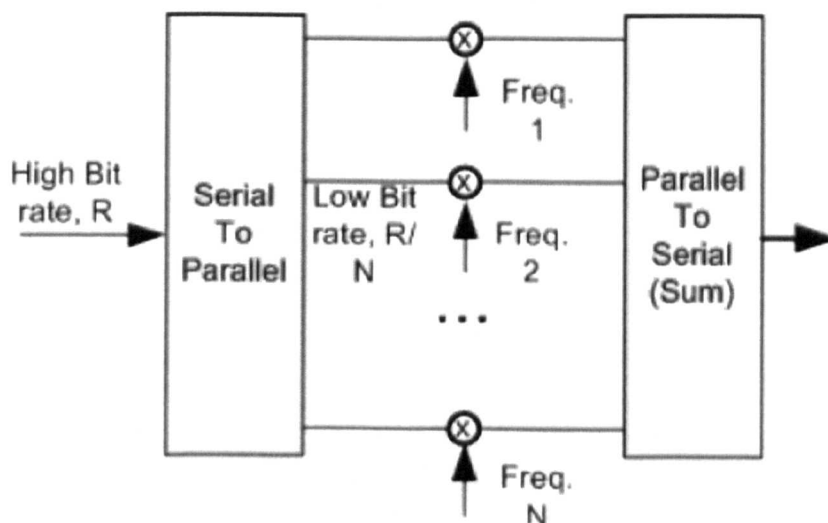 High Bit
rate, R
Serial
To
Parallel
Low Bit
rate, R/
N
X
Freq.
1
X
Freq.
2
...
X
Freq.
N
Parallel
To
Serial
(Sum)